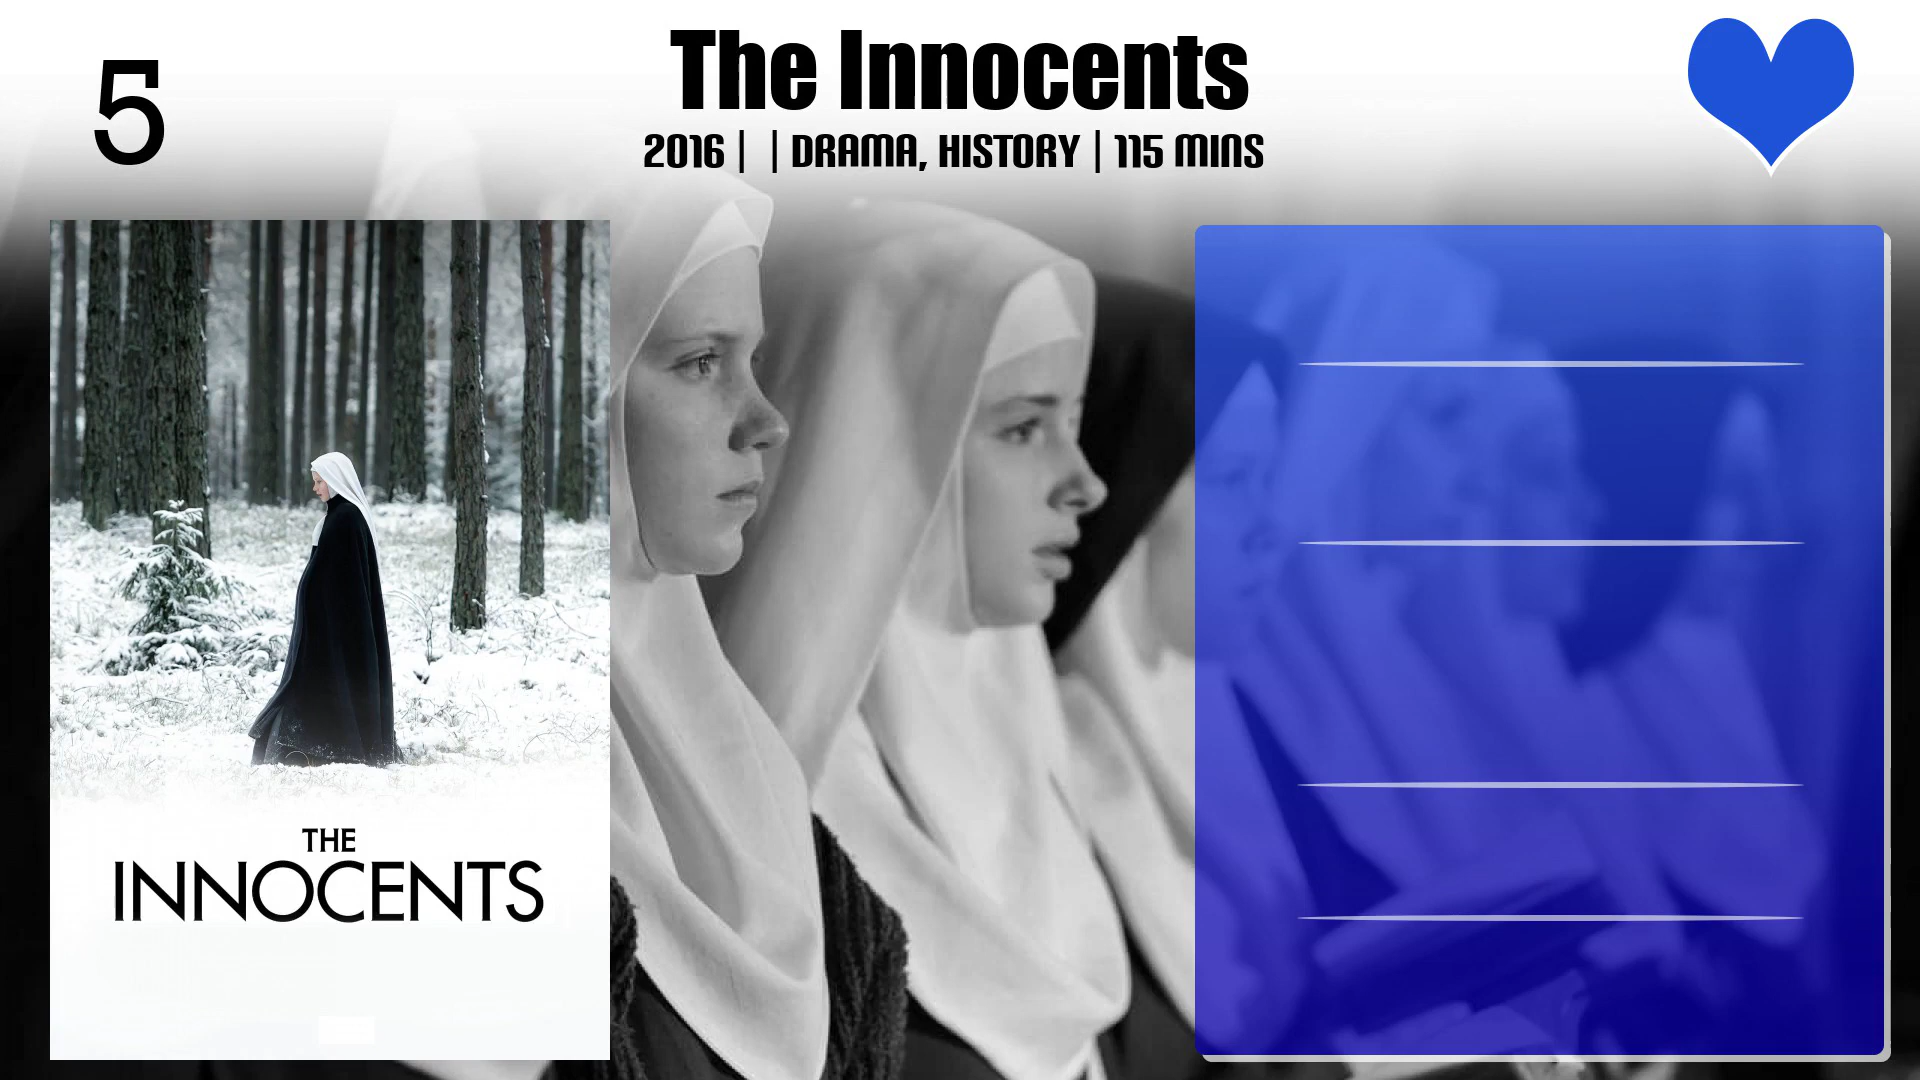 5
The Innocents
2016 | | DRAMA, HISTORY | 115 MINS
THE
INNOCENTS